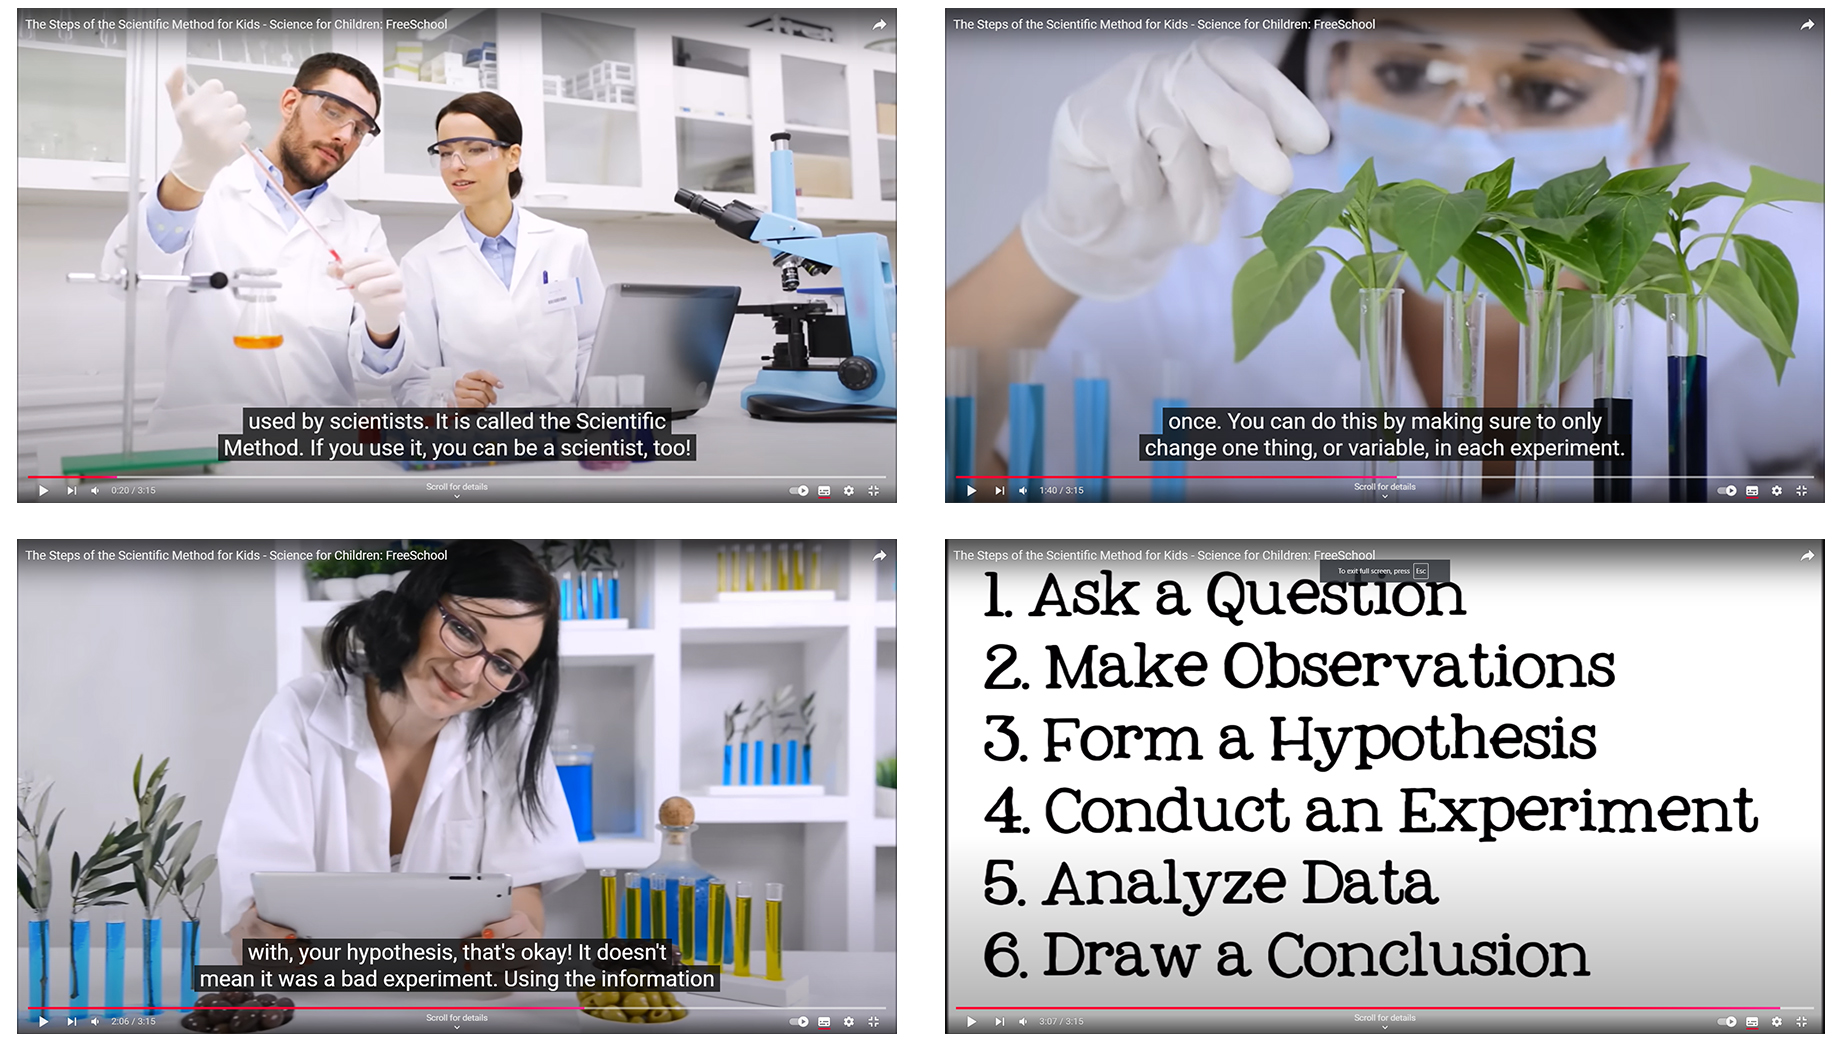 The Steps of the Scientific Method for Kids - Science for Children: FreeSchool
used by scientists. It is called the Scientific
Method. If you use it, you can be a scientist, too!
0:20 / 3:15
Scroll for details
The Steps of the Scientific Method for Kids - Science for Children: FreeSchool
once. You can do this by making sure to only
change one thing, or variable, in each experiment.
1:40 / 3:15
Scroll for details
The Steps of the Scientific Method for Kids - Science for Children: FreeSchool
with, your hypothesis, that's okay! It doesn't
mean it was a bad experiment. Using the information
2:06 / 3:15
Scroll for details
The Steps of the Scientific Method for Kids - Science for Children: FreeSchool
To exit full screen, press Esc
1. Ask a Question
2. Make Observations
3. Form a Hypothesis
4. Conduct an Experiment
5. Analyze Data
6. Draw a Conclusion
3:07 / 3:15
Scroll for details